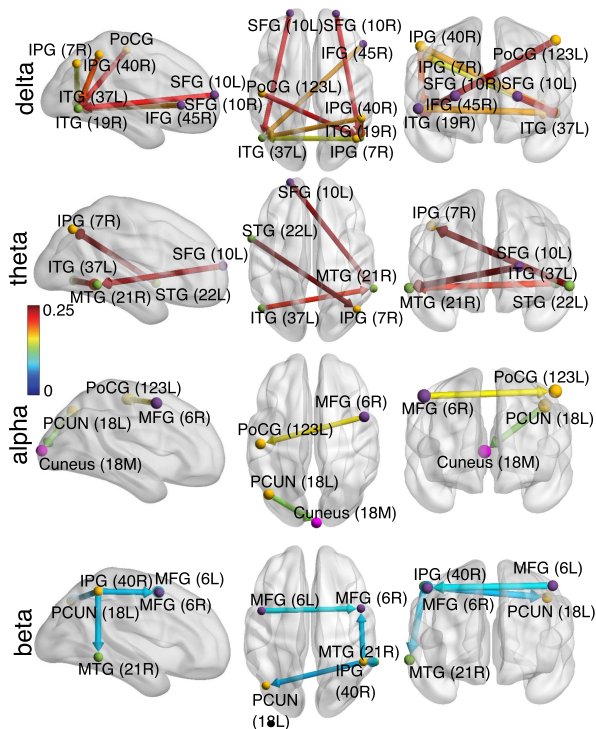 delta
PoCG
IPG (7R)
IPG (40R)
ITG (37L)
SFG (10L)
SFG (10R)
ITG (19R)
IFG (45R)
SFG (10L)
SFG (10R)
IFG (45R)
PoCG (123L)
IPG (40R)
ITG (19R)
ITG (37L)
IPG (7R)
IPG (40R)
PoCG (123L)
IPG (7R)
SFG (10R)
SFG (10L)
IFG (45R)
ITG (19R)
ITG (37L)
theta
IPG (7R)
SFG (10L)
ITG (37L)
MTG (21R)
STG (22L)
SFG (10L)
STG (22L)
MTG (21R)
ITG (37L)
IPG (7R)
IPG (7R)
SFG (10L)
ITG (37L)
MTG (21R)
STG (22L)
0.25
0
alpha
PoCG (123L)
MFG (6R)
PCUN (18L)
Cuneus (18M)
MFG (6R)
PoCG (123L)
PCUN (18L)
Cuneus (18M)
PoCG (123L)
MFG (6R)
PCUN (18L)
Cuneus (18M)
beta
IPG (40R)
MFG (6L)
PCUN (18L)
MFG (6R)
MTG (21R)
MFG (6L)
MFG (6R)
MTG (21R)
IPG
(40R)
PCUN
(18L)
IPG (40R)
MFG (6L)
MFG (6R)
PCUN (18L)
MTG (21R)